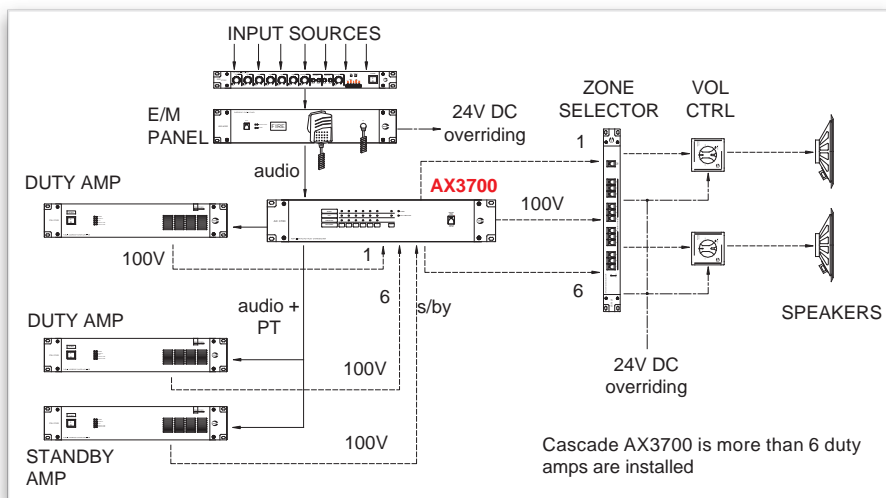 INPUT SOURCES
E/M
PANEL
24V DC
overriding
ZONE
SELECTOR
VOL
CTRL
1
audio
AX3700
DUTY AMP
100V
100V
1
6
audio +
PT
6
s/by
SPEAKERS
DUTY AMP
100V
24V DC
overriding
100V
STANDBY
AMP
Cascade AX3700 is more than 6 duty
amps are installed